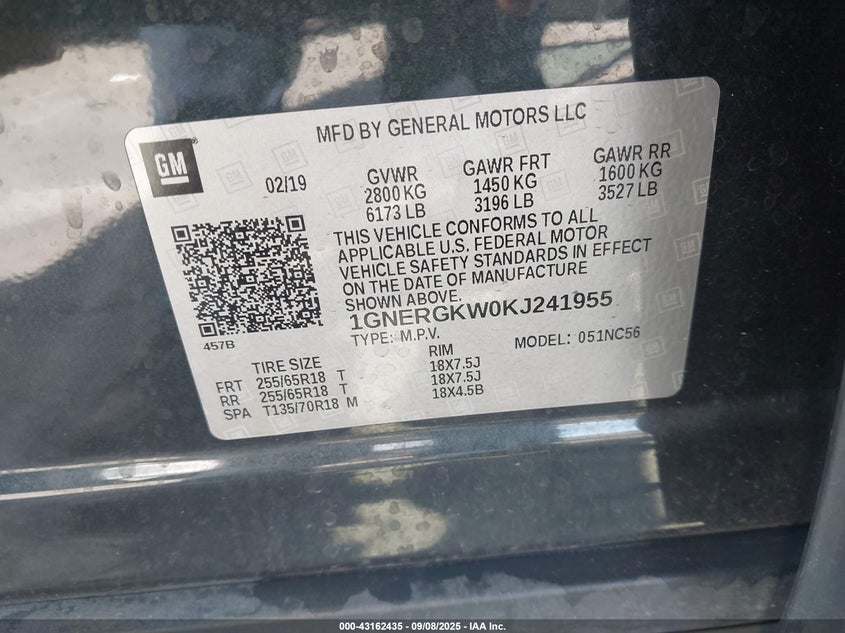 MFD BY GENERAL MOTORS LLC
GM
02/19
GVWR
2800 KG
6173 LB
GAWR FRT
1450 KG
3196 LB
GAWR RR
1600 KG
3527 LB
THIS VEHICLE CONFORMS TO ALL
APPLICABLE U.S. FEDERAL MOTOR
VEHICLE SAFETY STANDARDS IN EFFECT
ON THE DATE OF MANUFACTURE
SHOWN ABOVE.
1GNERGKW0KJ241955
457B
TYPE: M.P.V.
MODEL: 051NC56
TIRE SIZE RIM
FRT 255/65R18 T 18X7.5J
RR 255/65R18 T 18X7.5J
SPA T135/70R18 M 18X4.5B
000-43162435 - 09/08/2025 - IAA Inc.